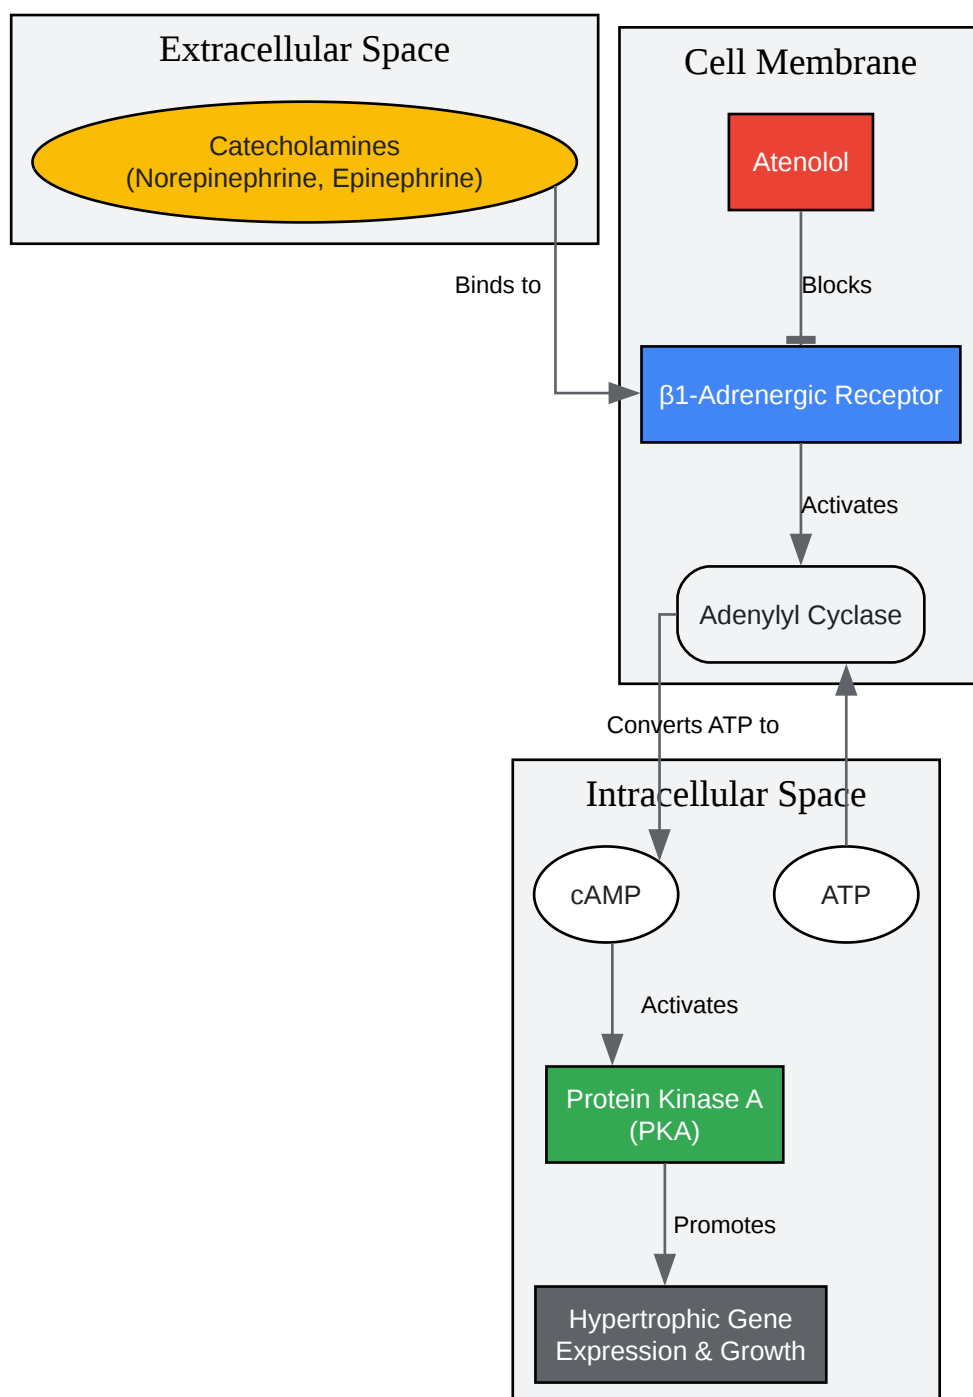 Extracellular Space
Catecholamines
(Norepinephrine, Epinephrine)
Cell Membrane
Atenolol
Binds to
Blocks
β1-Adrenergic Receptor
Activates
Adenylyl Cyclase
Converts ATP to
Intracellular Space
cAMP
ATP
Activates
Protein Kinase A
(PKA)
Promotes
Hypertrophic Gene
Expression & Growth